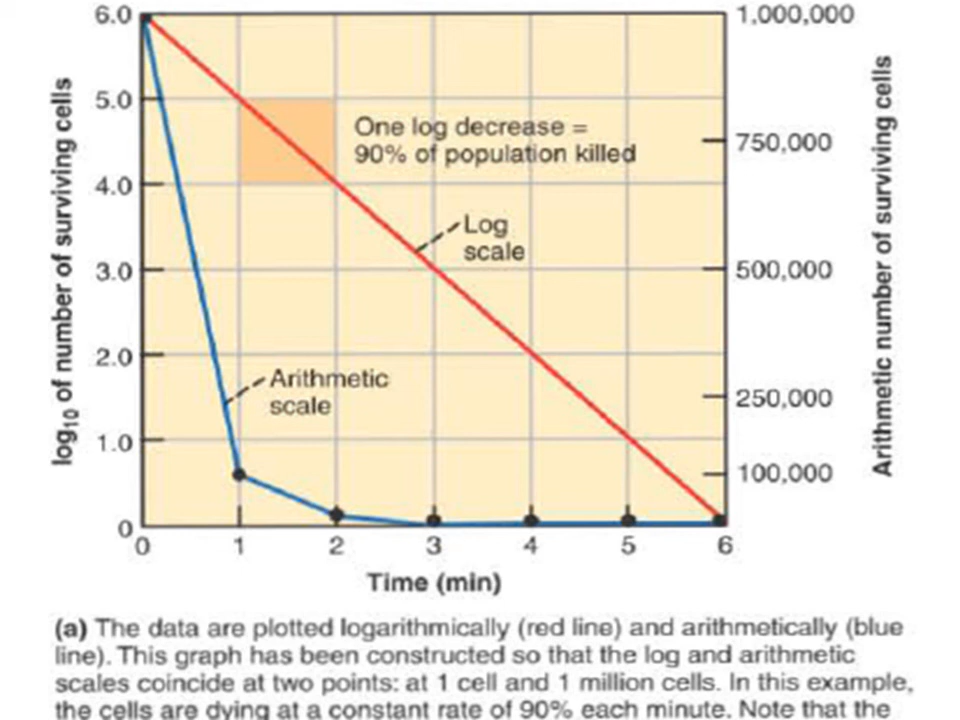 6.0
1,000,000
5.0
One log decrease =
90% of population killed
750,000
4.0
Log
scale
3.0
500,000
2.0
Arithmetic
scale
250,000
1.0
100,000
0
0 1 2 3 4 5 6
Time (min)
log10 of number of surviving cells
Arithmetic number of surviving cells
(a) The data are plotted logarithmically (red line) and arithmetically (blue
line). This graph has been constructed so that the log and arithmetic
scales coincide at two points: at 1 cell and 1 million cells. In this example,
the cells are dying at a constant rate of 90% each minute. Note that the